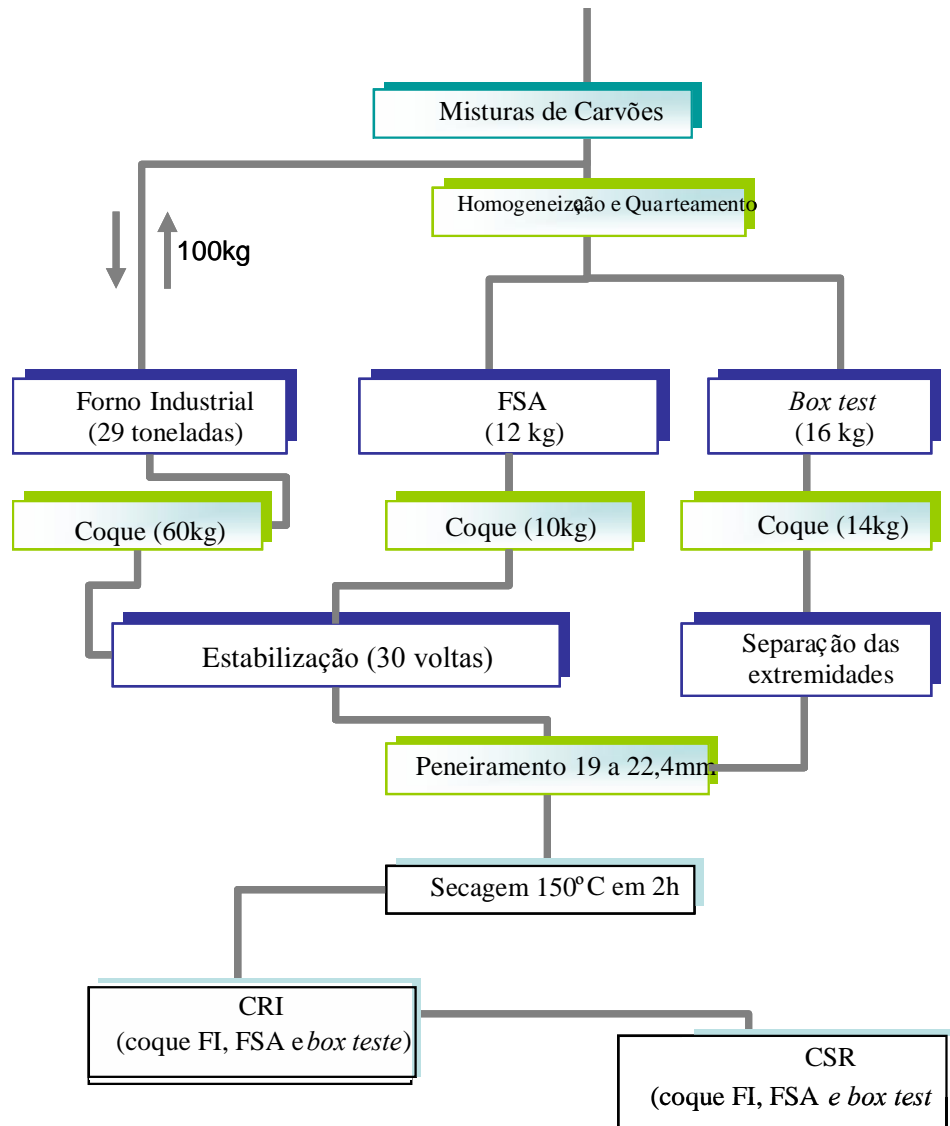 Misturas de Carvões
Homogeneização e Quarteamento
100kg
Forno Industrial
(29 toneladas)
FSA
(12 kg)
Box test
(16 kg)
Coque (60kg)
Coque (10kg)
Coque (14kg)
Estabilização (30 voltas)
Separação das
extremidades
Peneiramento 19 a 22,4mm
Secagem 150ºC em 2h
CRI
(coque FI, FSA e box teste)
CSR
(coque FI, FSA e box test